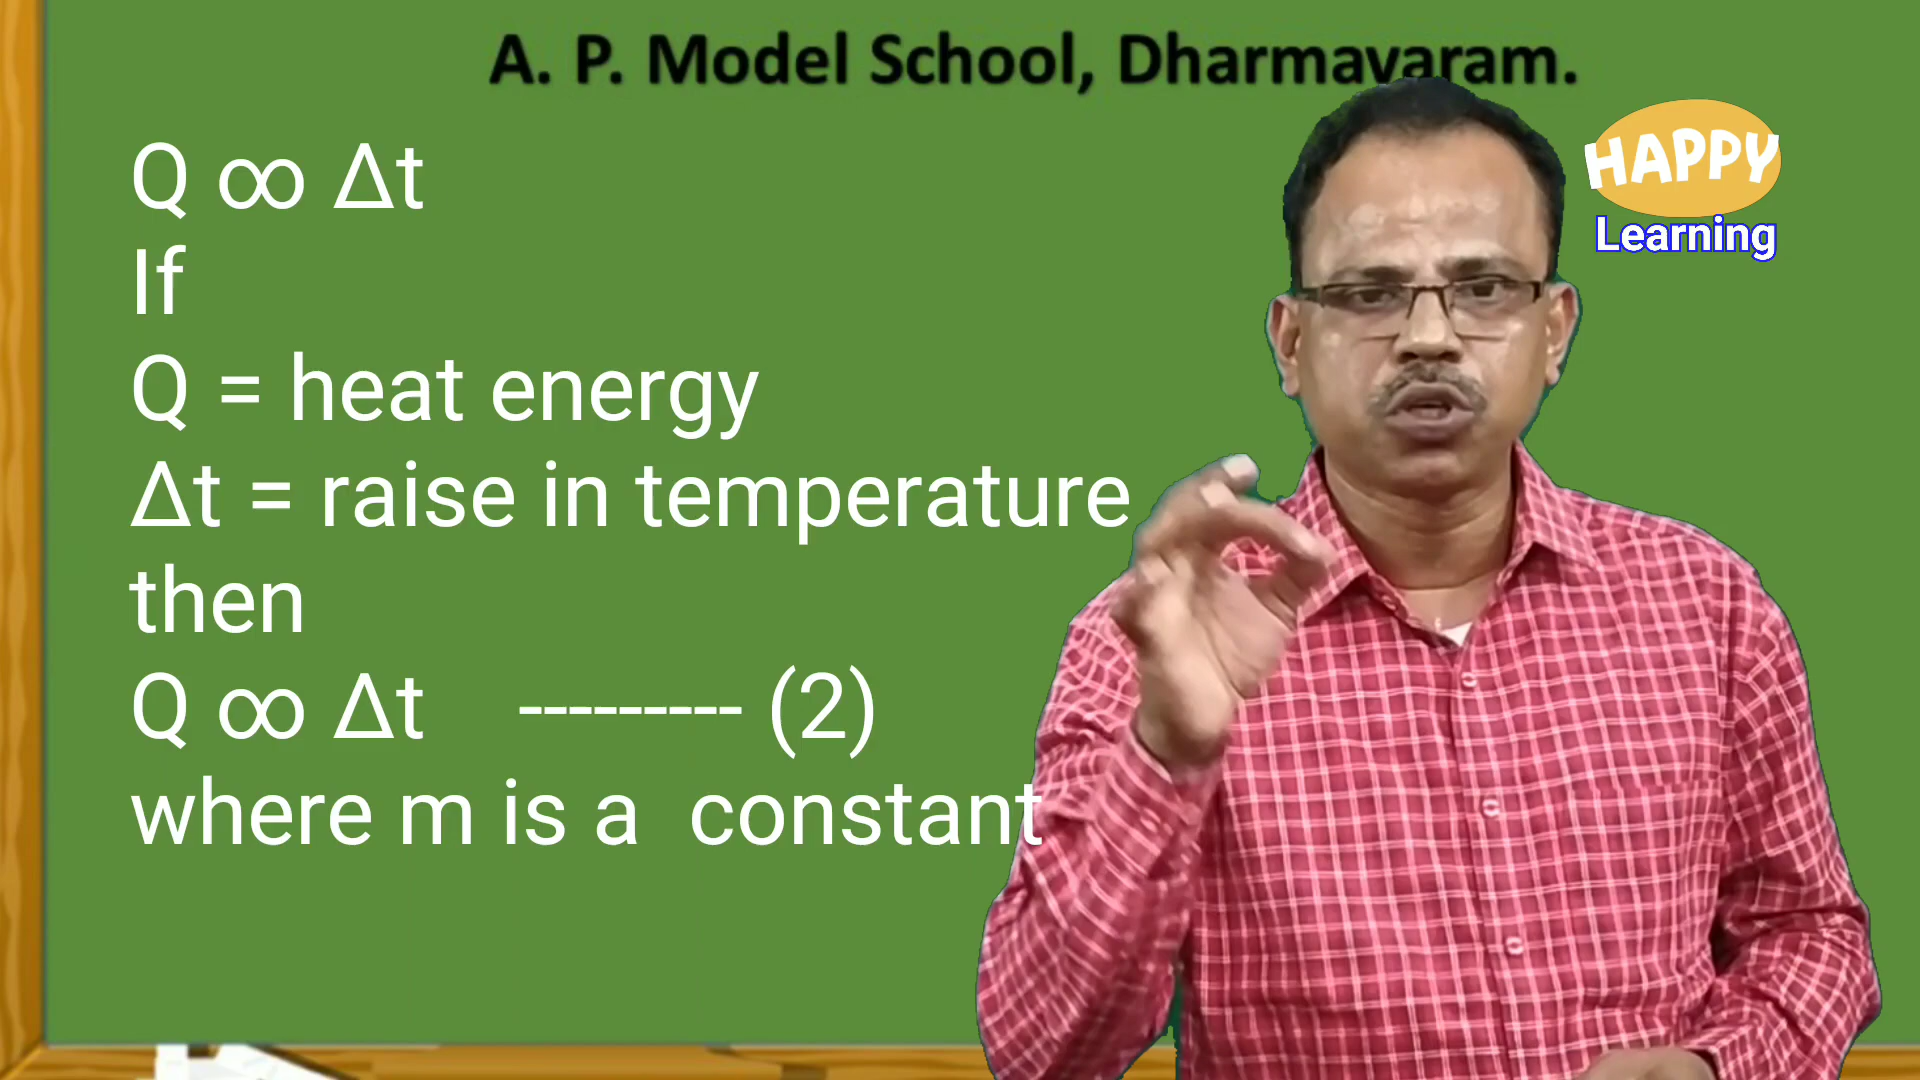 A. P. Model School, Dharmavaram.
HAPPY
Learning
Q ∞ Δt
If
Q = heat energy
Δt = raise in temperature
then
Q ∞ Δt --------- (2)
where m is a constant